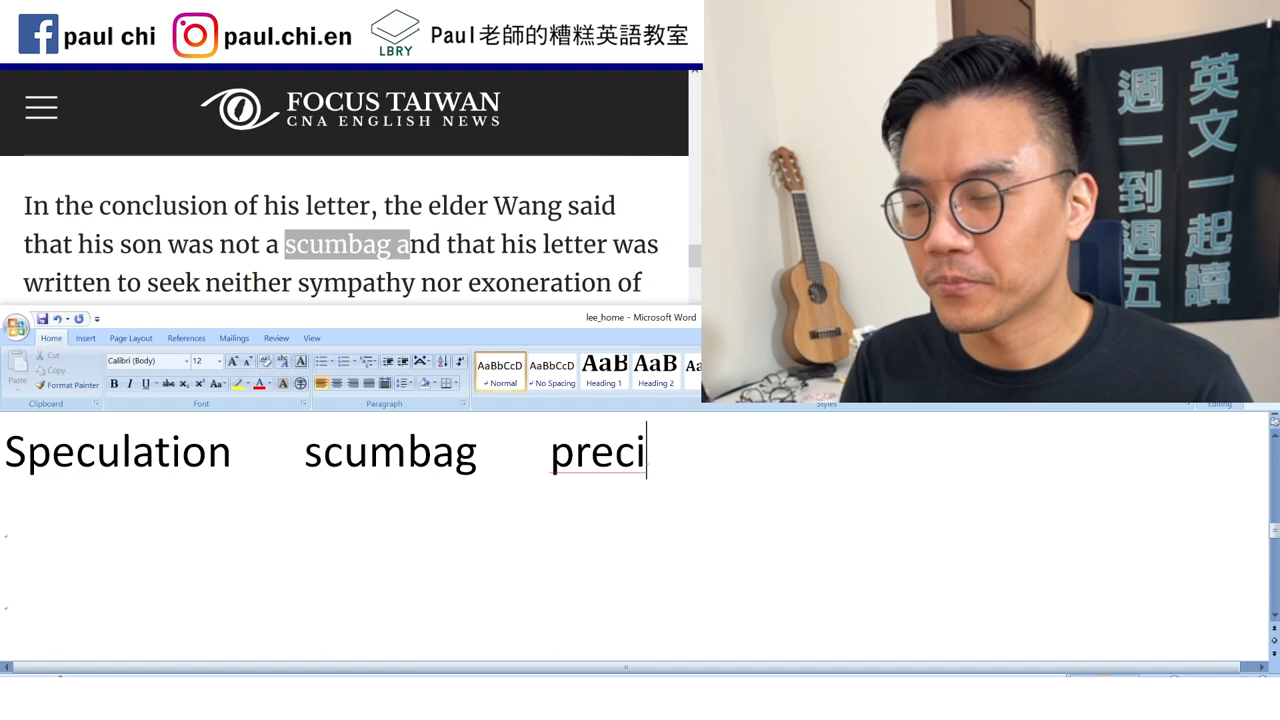 paul chi
paul.chi.en
LBRY
Paul老師的糟糕英語教室
FOCUS TAIWAN
CNA ENGLISH NEWS
In the conclusion of his letter, the elder Wang said
that his son was not a scumbag and that his letter was
written to seek neither sympathy nor exoneration of
英文一起讀
週一到週五
lee_home - Microsoft Word
Home Insert Page Layout References Mailings Review View
Paste
Cut
Copy
Format Painter
Clipboard
Calibri (Body) 12
Font
Paragraph
AaBbCcD AaBbCcD AaBb AaBb
Normal No Spacing Heading 1 Heading 2
Styles
Editing
Speculation scumbag preci